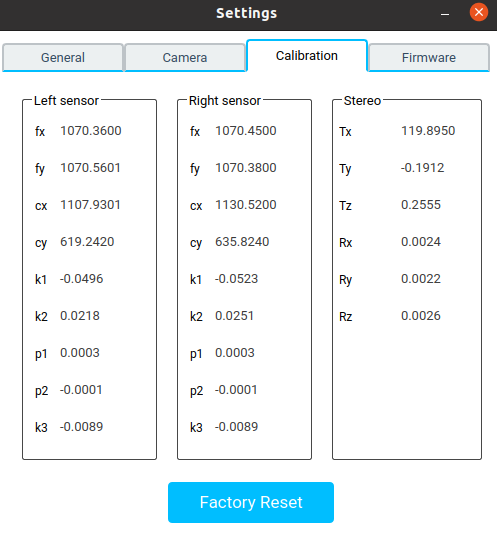 Settings
General Camera Calibration Firmware
Left sensor Right sensor Stereo
fx 1070.3600 fx 1070.4500 Tx 119.8950
fy 1070.5601 fy 1070.3800 Ty -0.1912
cx 1107.9301 cx 1130.5200 Tz 0.2555
cy 619.2420 cy 635.8240 Rx 0.0024
k1 -0.0496 k1 -0.0523 Ry 0.0022
k2 0.0218 k2 0.0251 Rz 0.0026
p1 0.0003 p1 0.0003
p2 -0.0001 p2 -0.0001
k3 -0.0089 k3 -0.0089
Factory Reset